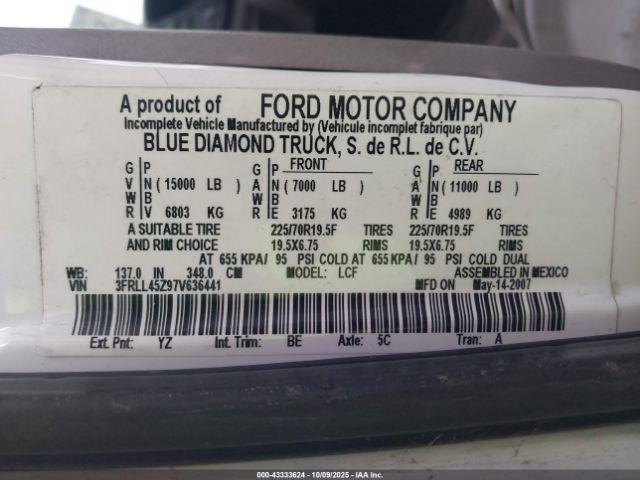 A product of FORD MOTOR COMPANY
Incomplete Vehicle Manufactured by (Vehicule incomplet fabrique par)
BLUE DIAMOND TRUCK, S. de R.L. de C.V.
G P FRONT G P REAR
V N ( 15000 LB ) A N ( 7000 LB ) A N ( 11000 LB )
W B W B W B
R V 6803 KG R E 3175 KG R E 4989 KG
A SUITABLE TIRE 225/70R19.5F TIRES 225/70R19.5F TIRES
AND RIM CHOICE 19.5X6.75 RIMS 19.5X6.75 RIMS
AT 655 KPA/ 95 PSI COLD AT 655 KPA/ 95 PSI COLD DUAL
WB: 137.0 IN 348.0 CM MODEL: LCF ASSEMBLED IN MEXICO
VIN 3FRLL45Z97V636441 MFD ON May-14-2007
Ext. Pnt: YZ Int. Trim: BE Axle: 5C Tran: A
000-43333624 | 10/09/2025 | IAA, Inc.